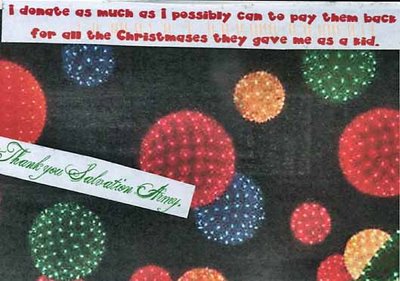 i donate as much as i possibly can to pay them back
for all the Christmases they gave me as a kid.
Thank you Salvation Army.